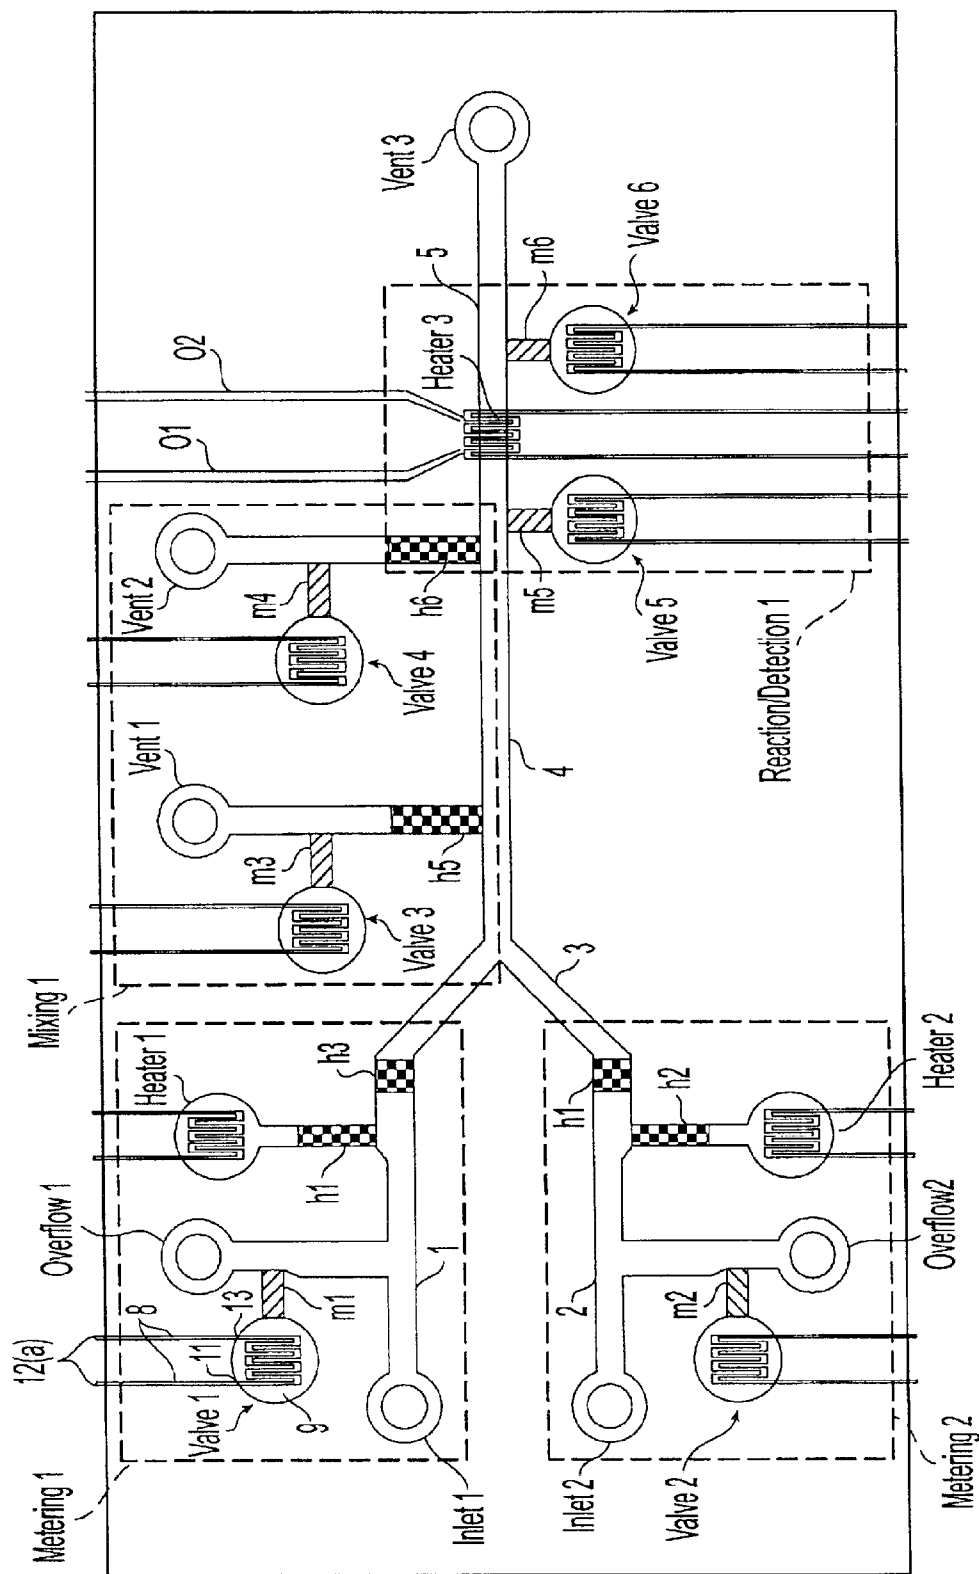 Metering 1
Mixing 1
12(a)
8
Overflow 1
Heater 1
Valve 1
11
13
9
m1
h1
h3
1
Inlet 1
Valve 3
m3
Vent 1
h5
Valve 4
m4
Vent 2
h6
O1
O2
Heater 3
5
Vent 3
3
4
Inlet 2
2
h1
h2
m2
Valve 2
Overflow2
Heater 2
Metering 2
m5
Valve 5
m6
Valve 6
Reaction/Detection 1